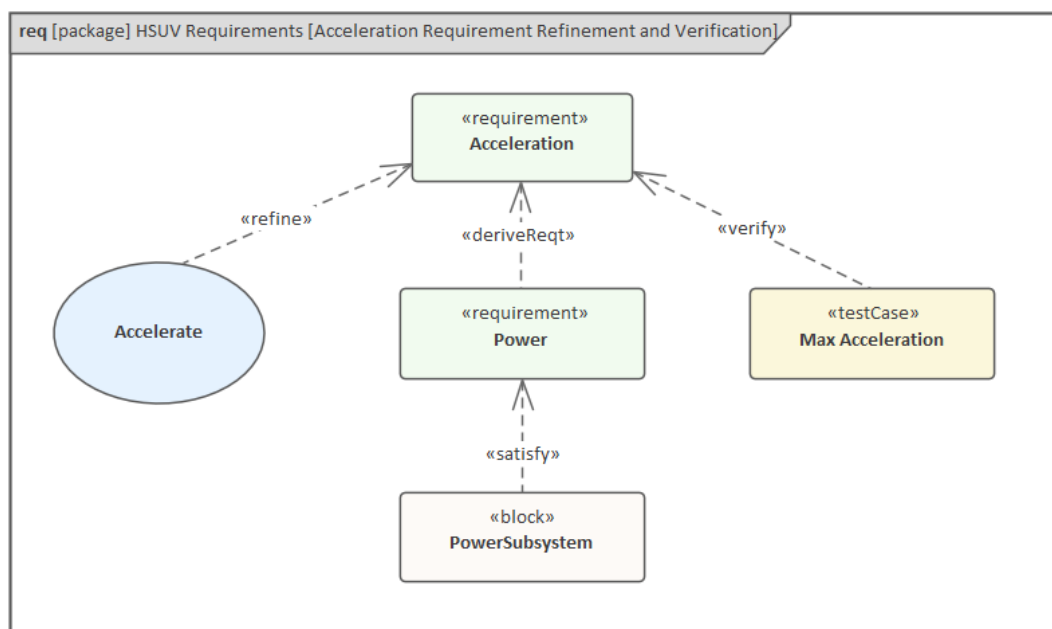 req [package] HSUV Requirements [Acceleration Requirement Refinement and Verification]
«requirement»
Acceleration
«refine»
«deriveReqt»
«verify»
Accelerate
«requirement»
Power
«testCase»
Max Acceleration
«satisfy»
«block»
PowerSubsystem